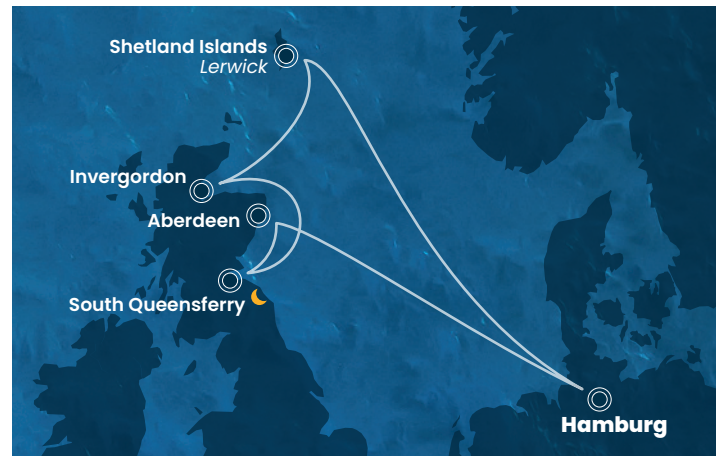 Shetland Islands
Lerwick
Invergordon
Aberdeen
South Queensferry
Hamburg